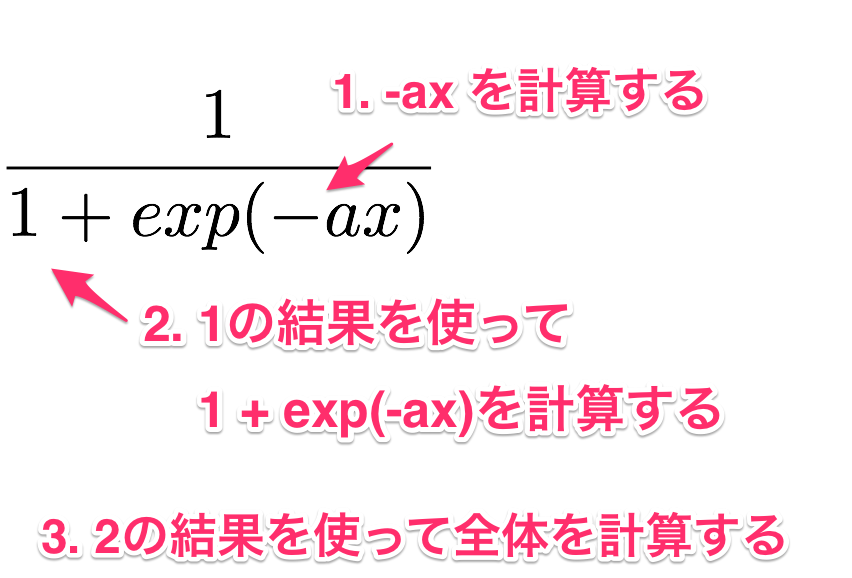 1. -ax を計算する
1
1 + exp(−ax)
2. 1の結果を使って
1 + exp(-ax)を計算する
3. 2の結果を使って全体を計算する